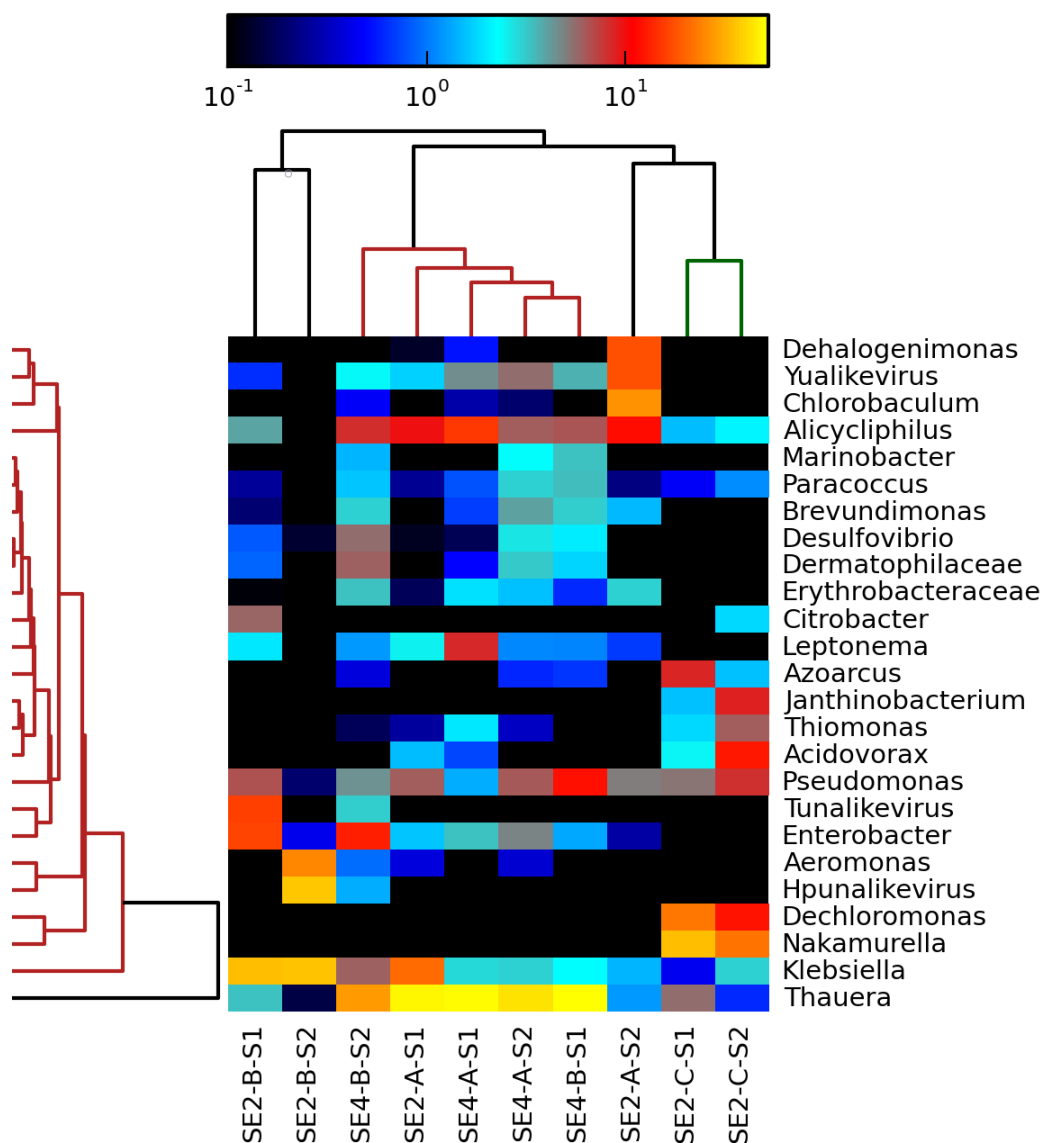 10^-1 10^0 10^1
Dehalogenimonas
Yualikevirus
Chlorobaculum
Alicycliphilus
Marinobacter
Paracoccus
Brevundimonas
Desulfovibrio
Dermatophilaceae
Erythrobacteraceae
Citrobacter
Leptonema
Azoarcus
Janthinobacterium
Thiomonas
Acidovorax
Pseudomonas
Tunalikevirus
Enterobacter
Aeromonas
Hpunalikevirus
Dechloromonas
Nakamurella
Klebsiella
Thauera
SE2-B-S1
SE2-B-S2
SE4-B-S2
SE2-A-S1
SE4-A-S1
SE4-A-S2
SE4-B-S1
SE2-A-S2
SE2-C-S1
SE2-C-S2